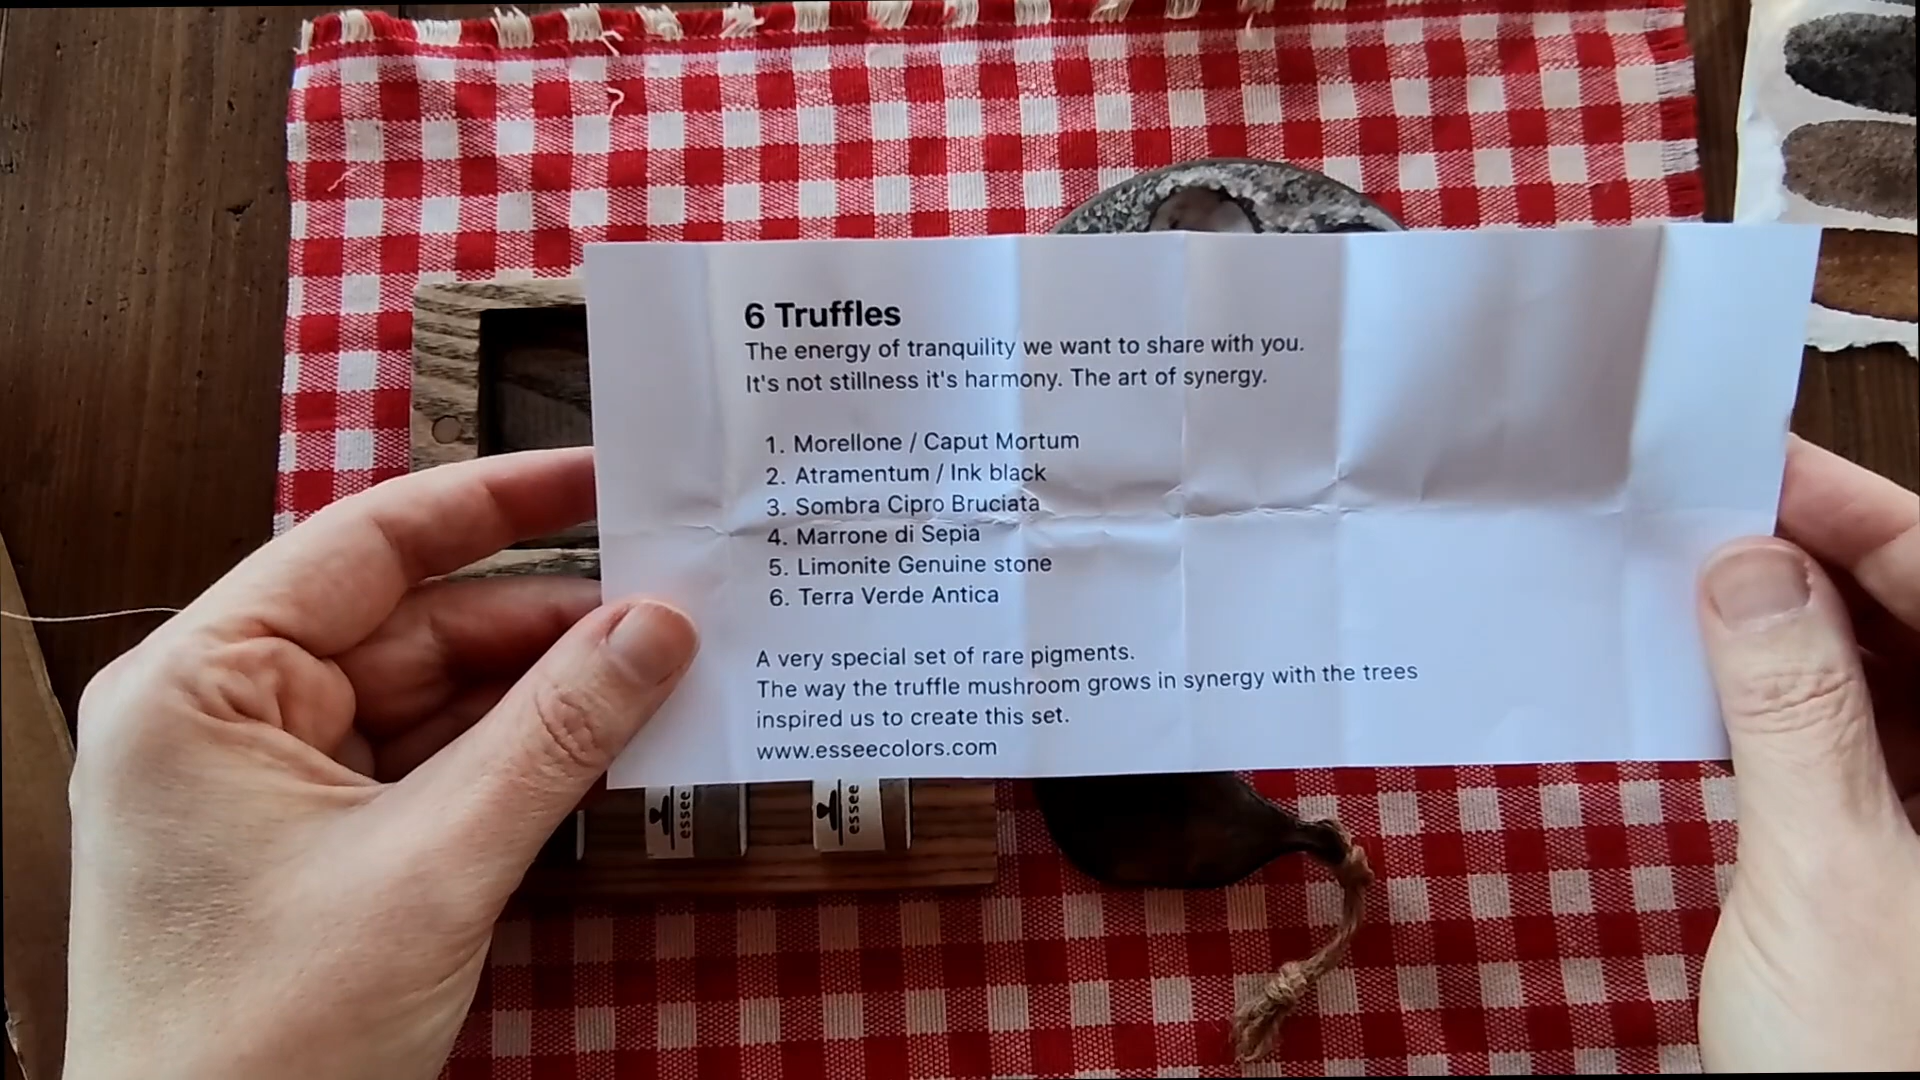 6 Truffles
The energy of tranquility we want to share with you.
It's not stillness it's harmony. The art of synergy.
1. Morellone / Caput Mortum
2. Atramentum / Ink black
3. Sombra Cipro Bruciata
4. Marrone di Sepia
5. Limonite Genuine stone
6. Terra Verde Antica
A very special set of rare pigments.
The way the truffle mushroom grows in synergy with the trees
inspired us to create this set.
www.esseecolors.com
essee
essee